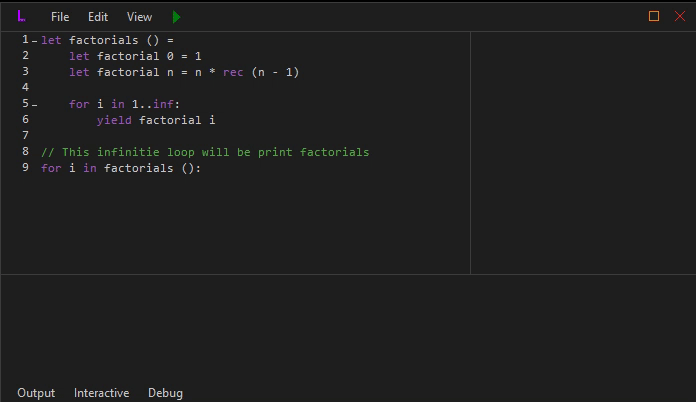 L.. File Edit View
1 let factorials () =
2 let factorial 0 = 1
3 let factorial n = n * rec (n - 1)
4
5 for i in 1..inf:
6 yield factorial i
7
8 // This infinitie loop will be print factorials
9 for i in factorials ():
Output Interactive Debug